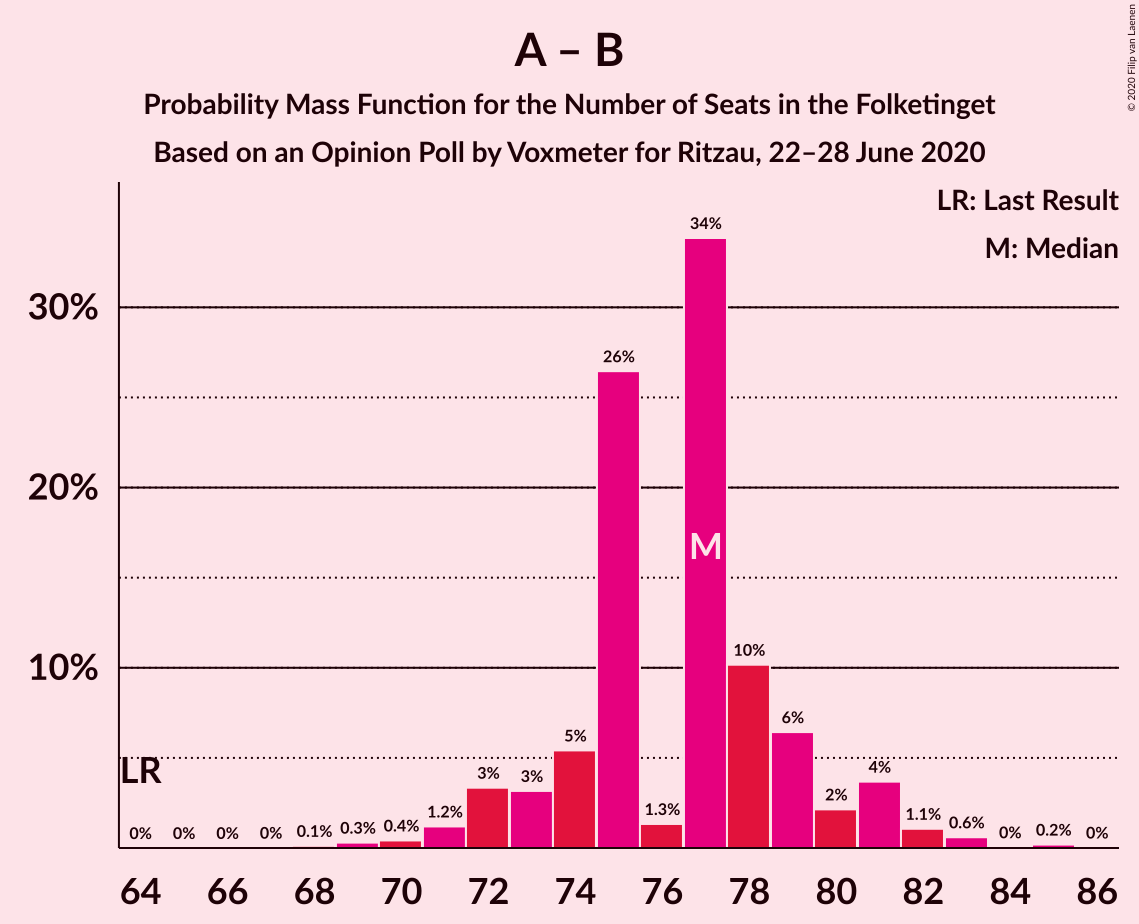 A – B
Probability Mass Function for the Number of Seats in the Folketinget
Based on an Opinion Poll by Voxmeter for Ritzau, 22–28 June 2020
© 2020 Filip van Laenen
LR: Last Result
M: Median
30%
20%
10%
LR
M
0%
0%
0%
0%
0.1%
0.3%
0.4%
1.2%
3%
3%
5%
26%
1.3%
34%
10%
6%
2%
4%
1.1%
0.6%
0%
0.2%
0%
64 66 68 70 72 74 76 78 80 82 84 86